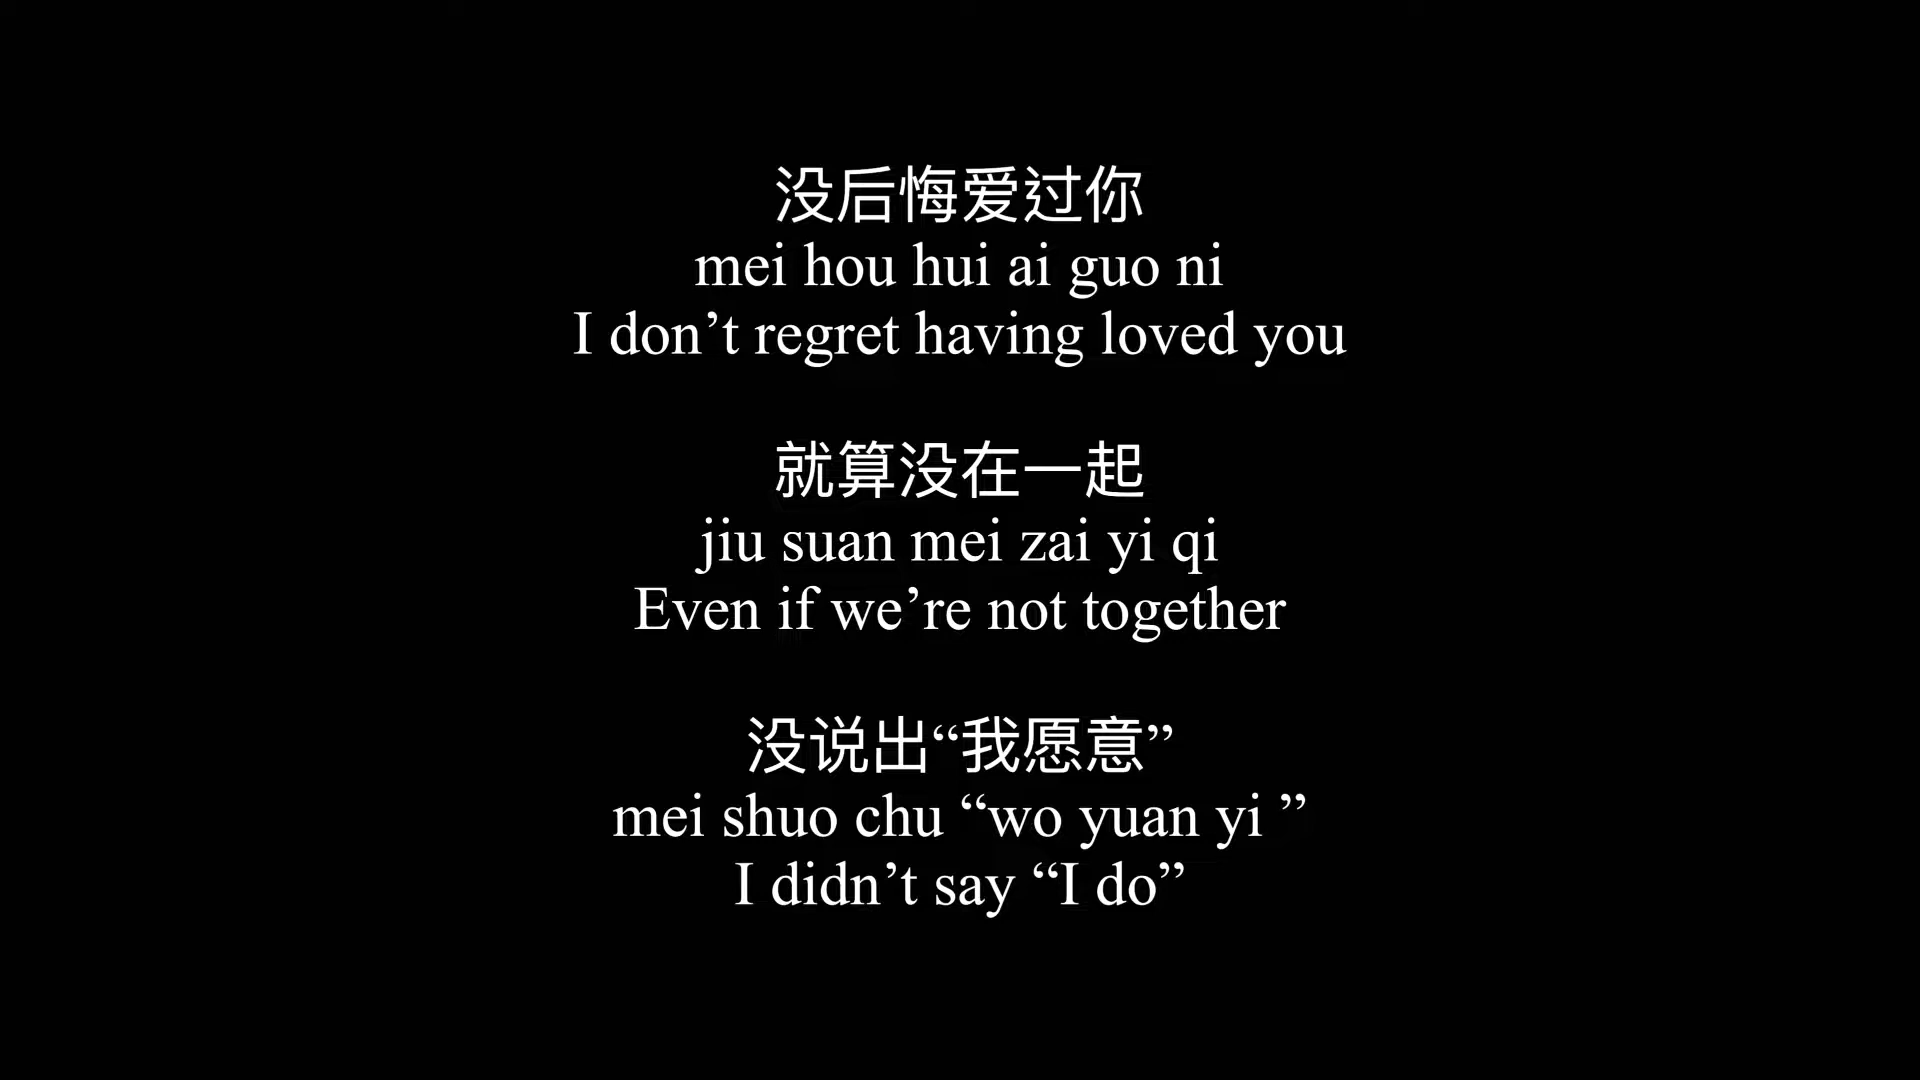 没后悔爱过你
mei hou hui ai guo ni
I don’t regret having loved you
就算没在一起
jiu suan mei zai yi qi
Even if we’re not together
没说出“我愿意”
mei shuo chu “wo yuan yi ”
I didn’t say “I do”